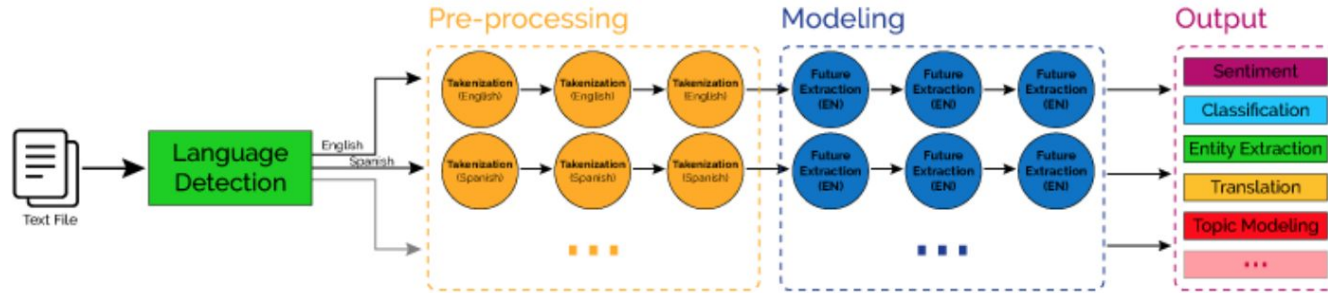 Pre-processing
Modeling
Output
Takenization
(English)
Takenization
(English)
Takenization
(English)
Future
Extraction
(EN)
Future
Extraction
(EN)
Future
Extraction
(EN)
Sentiment
Classification
English
Language
Detection
Spanish
Takenization
(Spanish)
Takenization
(Spanish)
Takenization
(Spanish)
Future
Extraction
(EN)
Future
Extraction
(EN)
Future
Extraction
(EN)
Entity Extraction
Translation
Text File
Topic Modeling
...
...
...